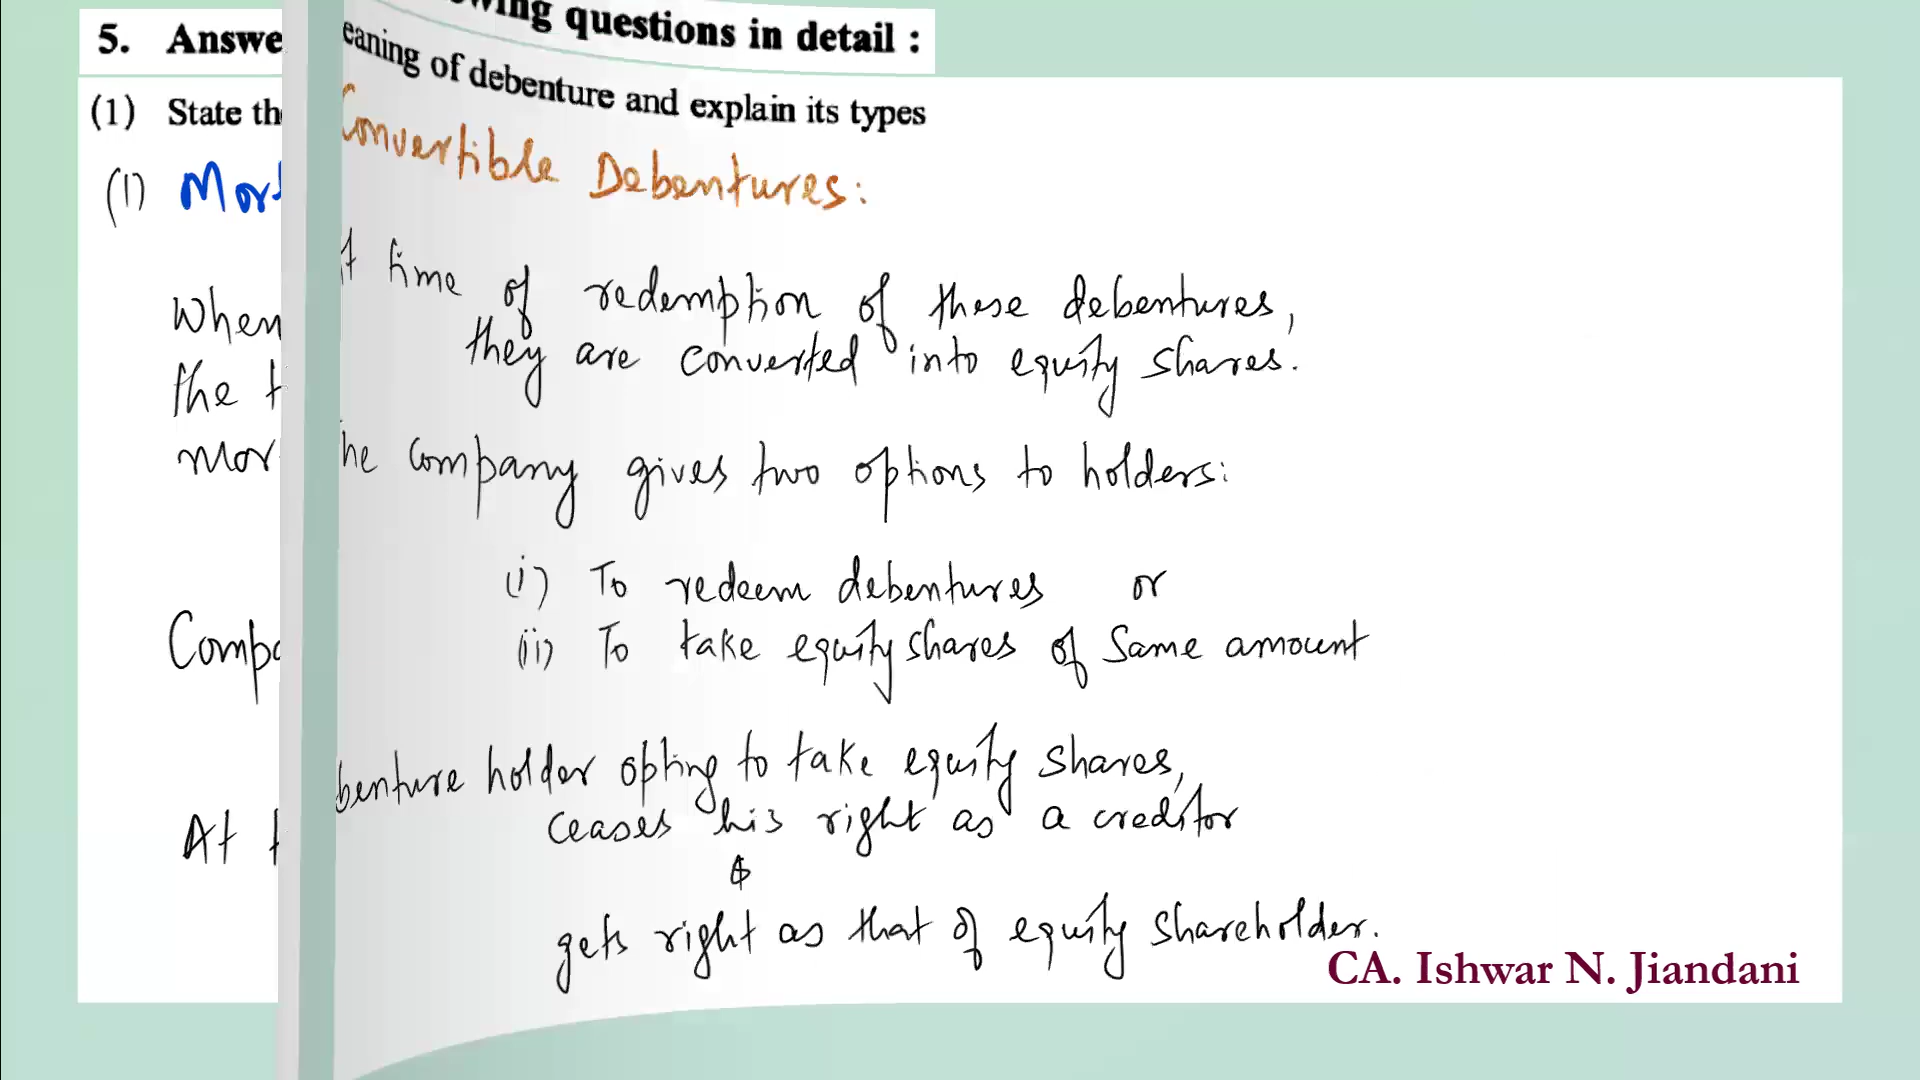 5. Answe
wing questions in detail :
(1) State th
eaning of debenture and explain its types
(1) Mor
Convertible Debentures:
When
the t
mor
Compa
At t
t time of redemption of these debentures,
they are converted into equity shares.
he Company gives two options to holders:
(i) To redeem debentures or
(ii) To take equity shares of Same amount
benture holder opting to take equity shares,
ceases his right as a creditor
&
gets right as that of equity shareholder.
CA. Ishwar N. Jiandani